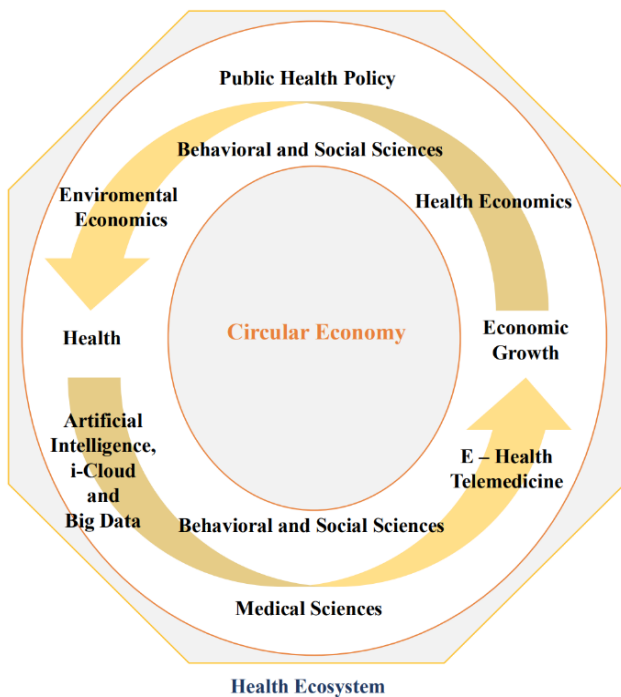 Public Health Policy
Behavioral and Social Sciences
Enviromental
Economics
Health Economics
Circular Economy
Health
Economic
Growth
Artificial
Intelligence,
i-Cloud
and
Big Data
E – Health
Telemedicine
Behavioral and Social Sciences
Medical Sciences
Health Ecosystem